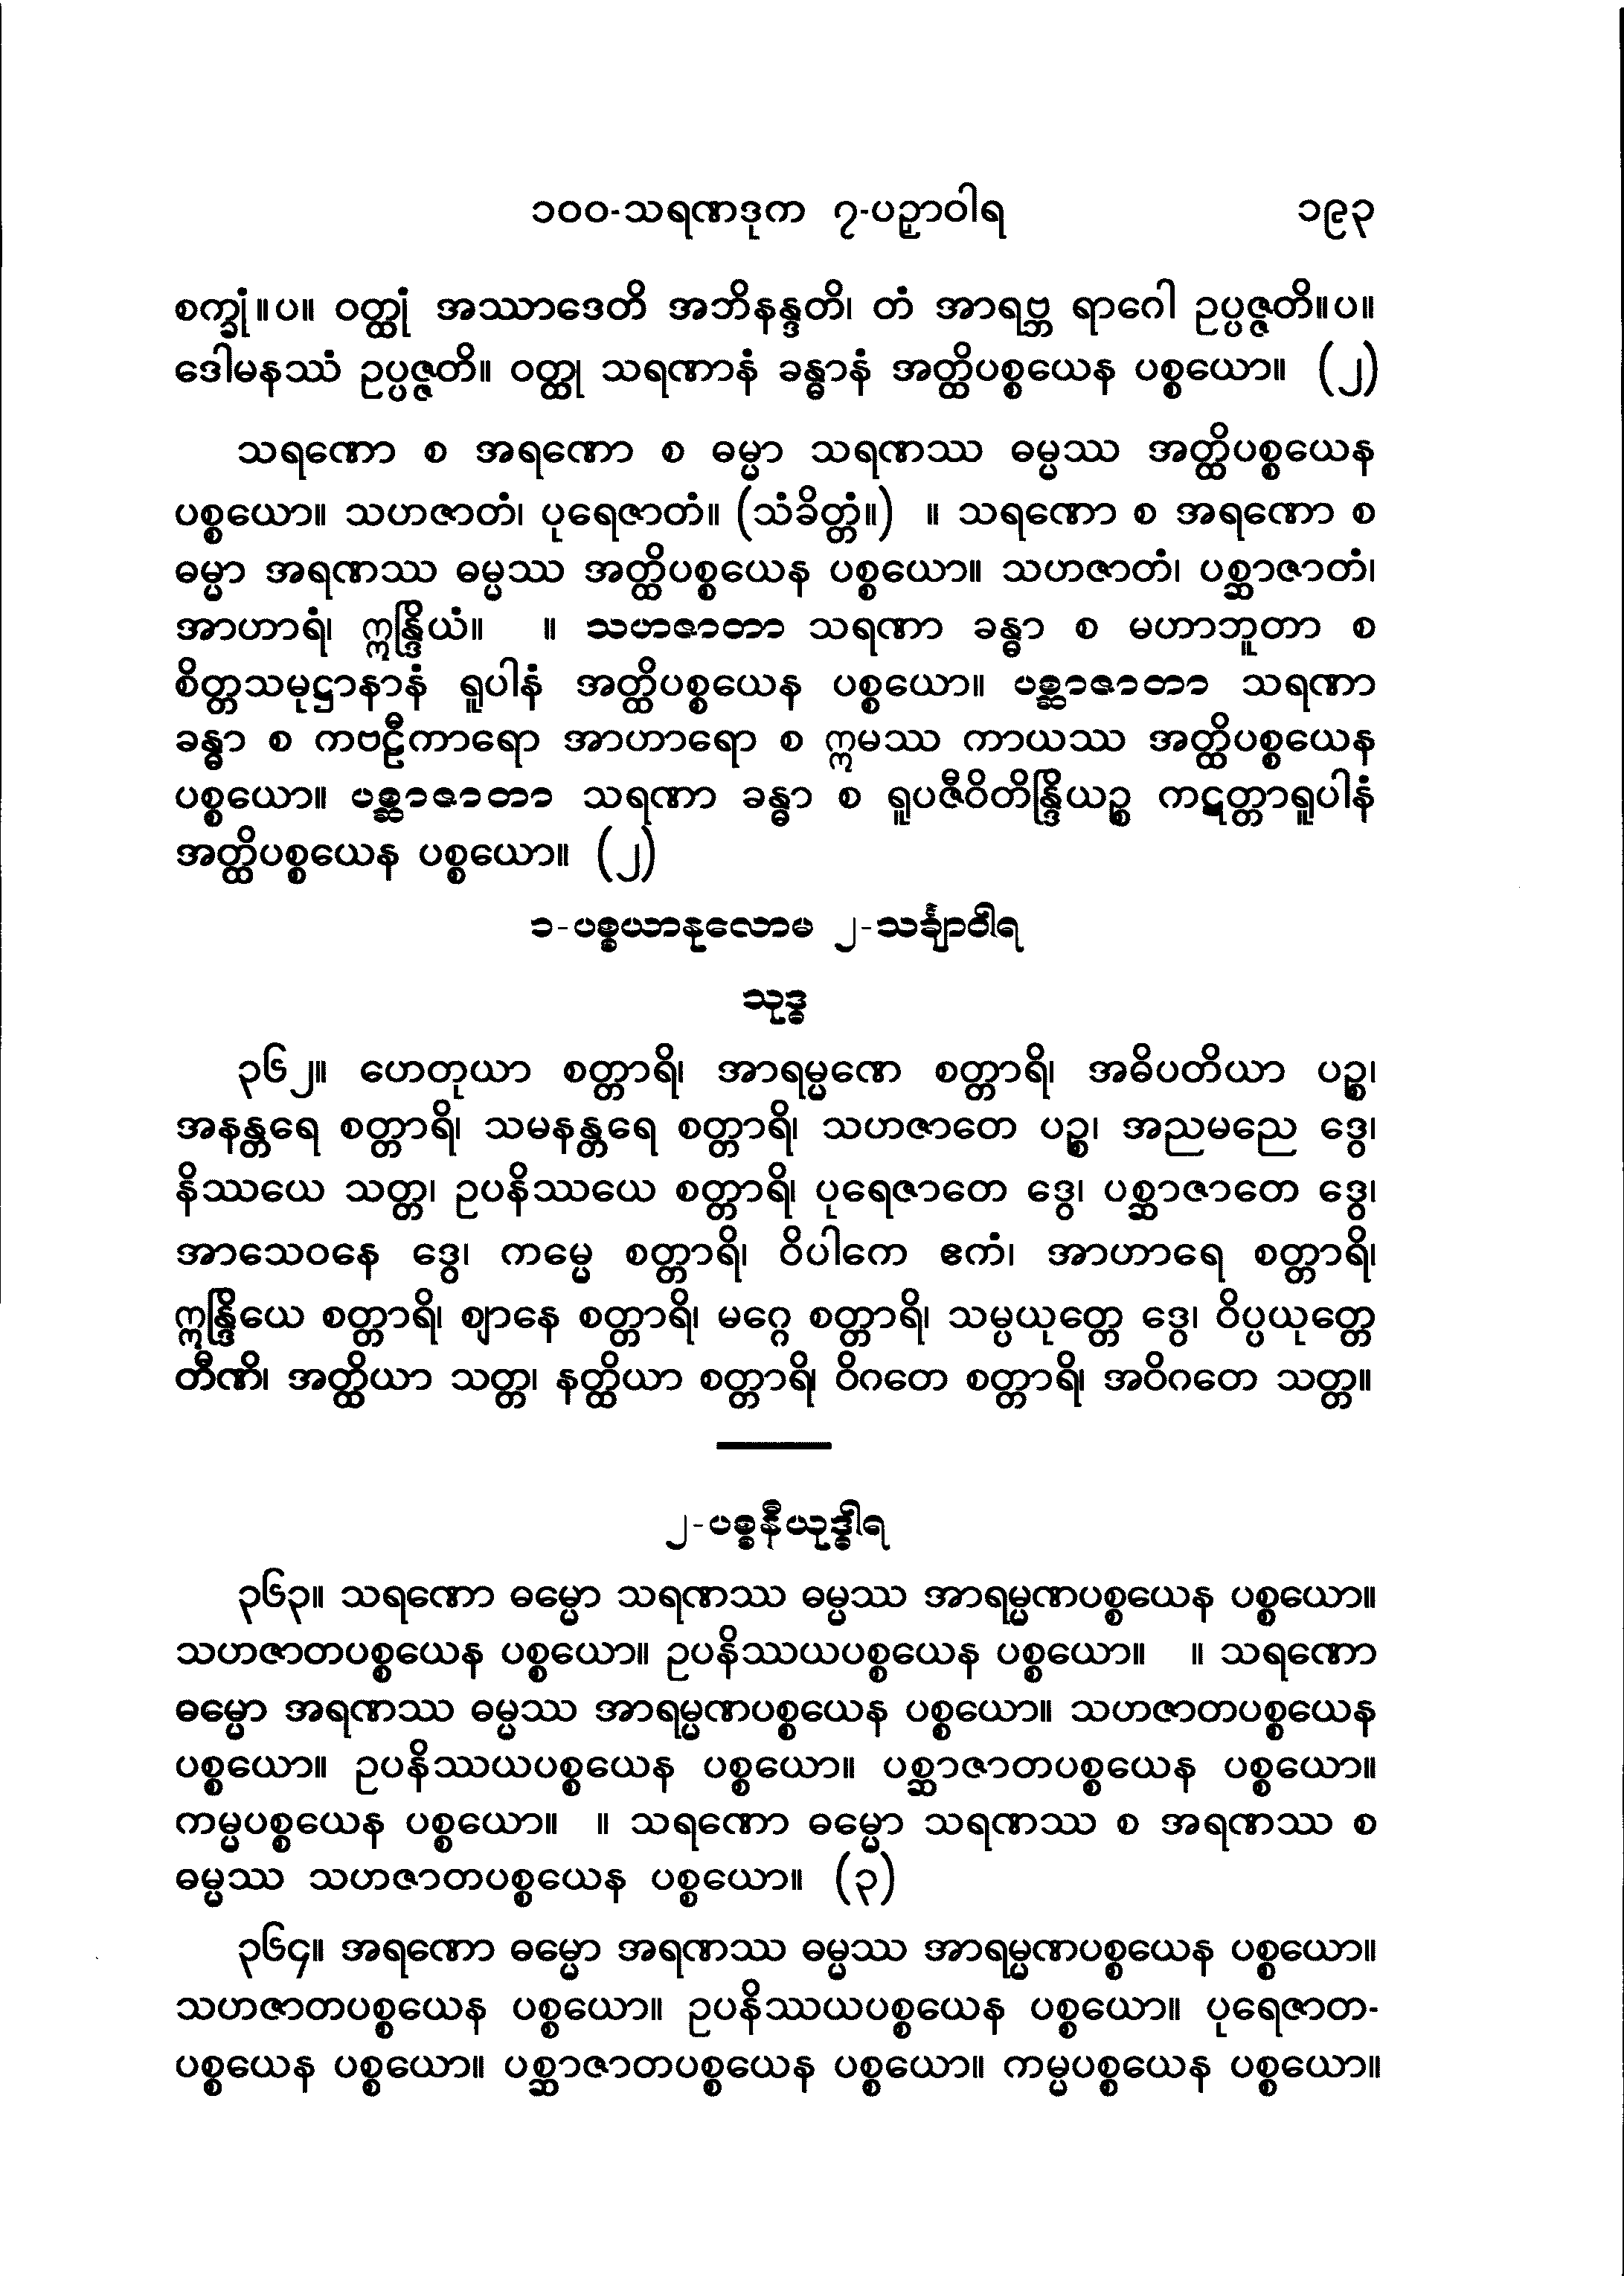 ၁၀၀-သရဏဒုက ၇-ပဉှာဝါရ ၁၉၃
စက္ခုံ။ပ။ ဝတ္ထုံ အဿာဒေတိ အဘိနန္ဒတိ၊ တံ အာရဗ္ဘ ရာဂေါ ဥပ္ပဇ္ဇတိ။ပ။
ဒေါမနဿံ ဥပ္ပဇ္ဇတိ။ ဝတ္ထု သရဏာနံ ခန္ဓာနံ အတ္ထိပစ္စယေန ပစ္စယော။ (၂)
သရဏော စ အရဏော စ ဓမ္မာ သရဏဿ ဓမ္မဿ အတ္ထိပစ္စယေန
ပစ္စယော။ သဟဇာတံ၊ ပုရေဇာတံ။ (သံခိတ္တံ။) ။ သရဏော စ အရဏော စ
ဓမ္မာ အရဏဿ ဓမ္မဿ အတ္ထိပစ္စယေန ပစ္စယော။ သဟဇာတံ၊ ပစ္ဆာဇာတံ၊
အာဟာရံ၊ ဣန္ဒြိယံ။ ။ သဟဇာတာ သရဏာ ခန္ဓာ စ မဟာဘူတာ စ
စိတ္တသမုဋ္ဌာနာနံ ရူပါနံ အတ္ထိပစ္စယေန ပစ္စယော။ ပစ္ဆာဇာတာ သရဏာ
ခန္ဓာ စ ကဗဠီကာရော အာဟာရော စ ဣမဿ ကာယဿ အတ္ထိပစ္စယေန
ပစ္စယော။ ပစ္ဆာဇာတာ သရဏာ ခန္ဓာ စ ရူပဇီဝိတိန္ဒြိယဉ္စ ကဋတ္တာရူပါနံ
အတ္ထိပစ္စယေန ပစ္စယော။ (၂)
၁-ပစ္စယာနုလောမ ၂-သင်္ချာဝါရ
သုဒ္ဓ
၃၆၂။ ဟေတုယာ စတ္တာရိ၊ အာရမ္မဏေ စတ္တာရိ၊ အဓိပတိယာ ပဉ္စ၊
အနန္တရေ စတ္တာရိ၊ သမနန္တရေ စတ္တာရိ၊ သဟဇာတေ ပဉ္စ၊ အညမညေ ဒွေ၊
နိဿယေ သတ္တ၊ ဥပနိဿယေ စတ္တာရိ၊ ပုရေဇာတေ ဒွေ၊ ပစ္ဆာဇာတေ ဒွေ၊
အာသေဝနေ ဒွေ၊ ကမ္မေ စတ္တာရိ၊ ဝိပါကေ ဧကံ၊ အာဟာရေ စတ္တာရိ၊
ဣန္ဒြိယေ စတ္တာရိ၊ ဈာနေ စတ္တာရိ၊ မဂ္ဂေ စတ္တာရိ၊ သမ္ပယုတ္တေ ဒွေ၊ ဝိပ္ပယုတ္တေ
တီဏိ၊ အတ္ထိယာ သတ္တ၊ နတ္ထိယာ စတ္တာရိ၊ ဝိဂတေ စတ္တာရိ၊ အဝိဂတေ သတ္တ။
၂-ပစ္စနီယုဒ္ဓါရ
၃၆၃။ သရဏော ဓမ္မော သရဏဿ ဓမ္မဿ အာရမ္မဏပစ္စယေန ပစ္စယော။
သဟဇာတပစ္စယေန ပစ္စယော။ ဥပနိဿယပစ္စယေန ပစ္စယော။ ။ သရဏော
ဓမ္မော အရဏဿ ဓမ္မဿ အာရမ္မဏပစ္စယေန ပစ္စယော။ သဟဇာတပစ္စယေန
ပစ္စယော။ ဥပနိဿယပစ္စယေန ပစ္စယော။ ပစ္ဆာဇာတပစ္စယေန ပစ္စယော။
ကမ္မပစ္စယေန ပစ္စယော။ ။ သရဏော ဓမ္မော သရဏဿ စ အရဏဿ စ
ဓမ္မဿ သဟဇာတပစ္စယေန ပစ္စယော။ (၃)
၃၆၄။ အရဏော ဓမ္မော အရဏဿ ဓမ္မဿ အာရမ္မဏပစ္စယေန ပစ္စယော။
သဟဇာတပစ္စယေန ပစ္စယော။ ဥပနိဿယပစ္စယေန ပစ္စယော။ ပုရေဇာတ-
ပစ္စယေန ပစ္စယော။ ပစ္ဆာဇာတပစ္စယေန ပစ္စယော။ ကမ္မပစ္စယေန ပစ္စယော။